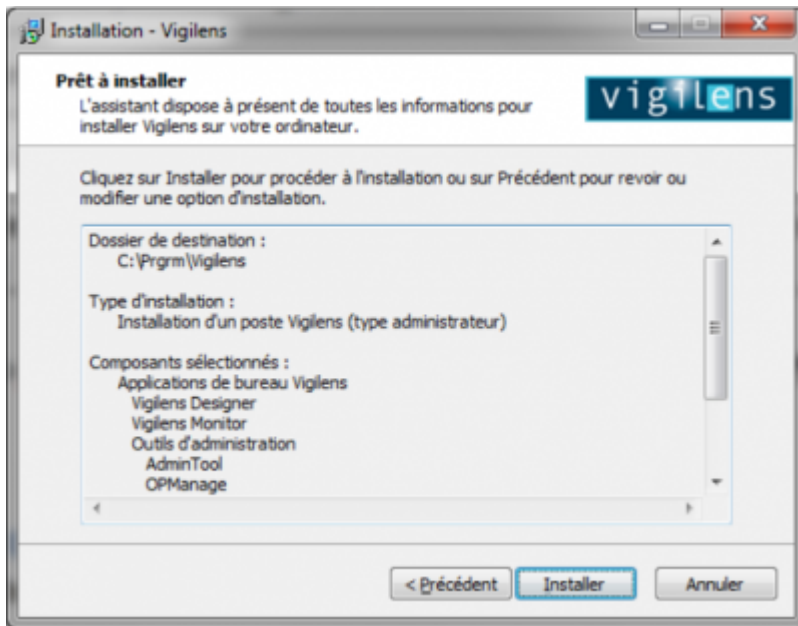 Installation - Vigilens
Prêt à installer
L'assistant dispose à présent de toutes les informations pour
installer Vigilens sur votre ordinateur.
vigilens
Cliquez sur Installer pour procéder à l'installation ou sur Précédent pour revoir ou
modifier une option d'installation.
Dossier de destination :
C:\Prgrm\Vigilens
Type d'installation :
Installation d'un poste Vigilens (type administrateur)
Composants sélectionnés :
Applications de bureau Vigilens
Vigilens Designer
Vigilens Monitor
Outils d'administration
AdminTool
OPManage
< Précédent
Installer
Annuler